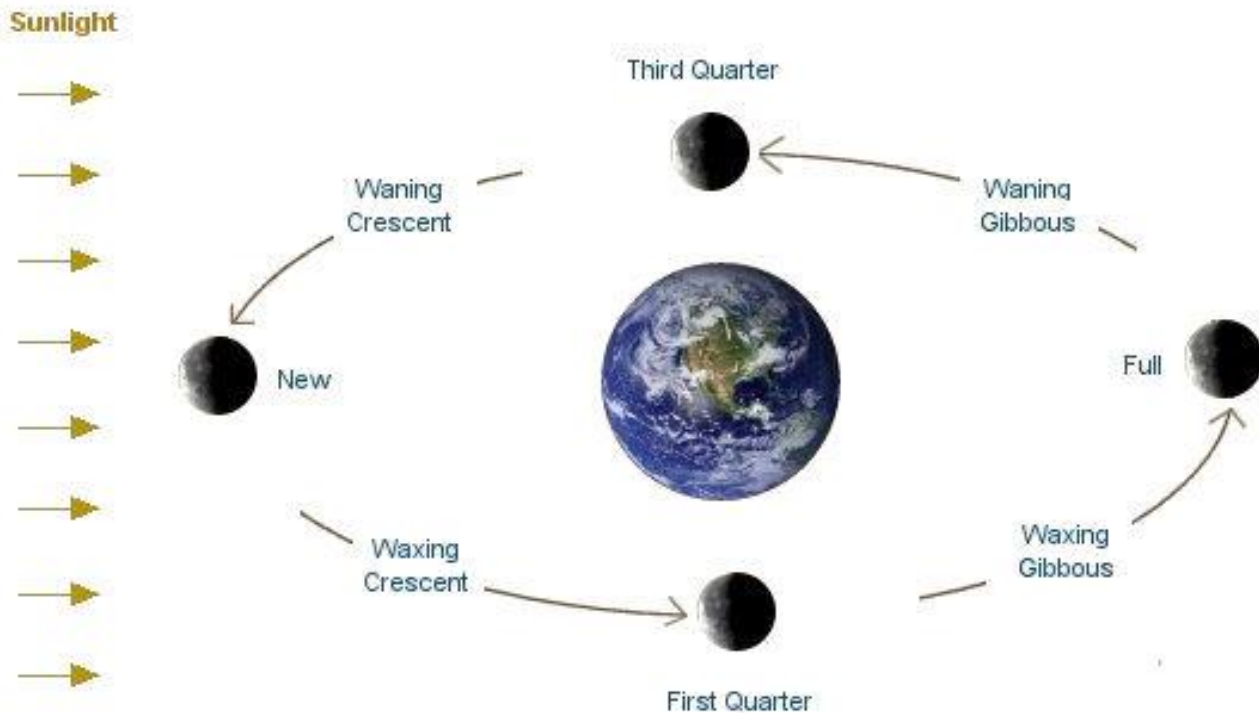 Sunlight
Third Quarter
Waning
Crescent
Waning
Gibbous
New
Full
Waxing
Crescent
Waxing
Gibbous
First Quarter